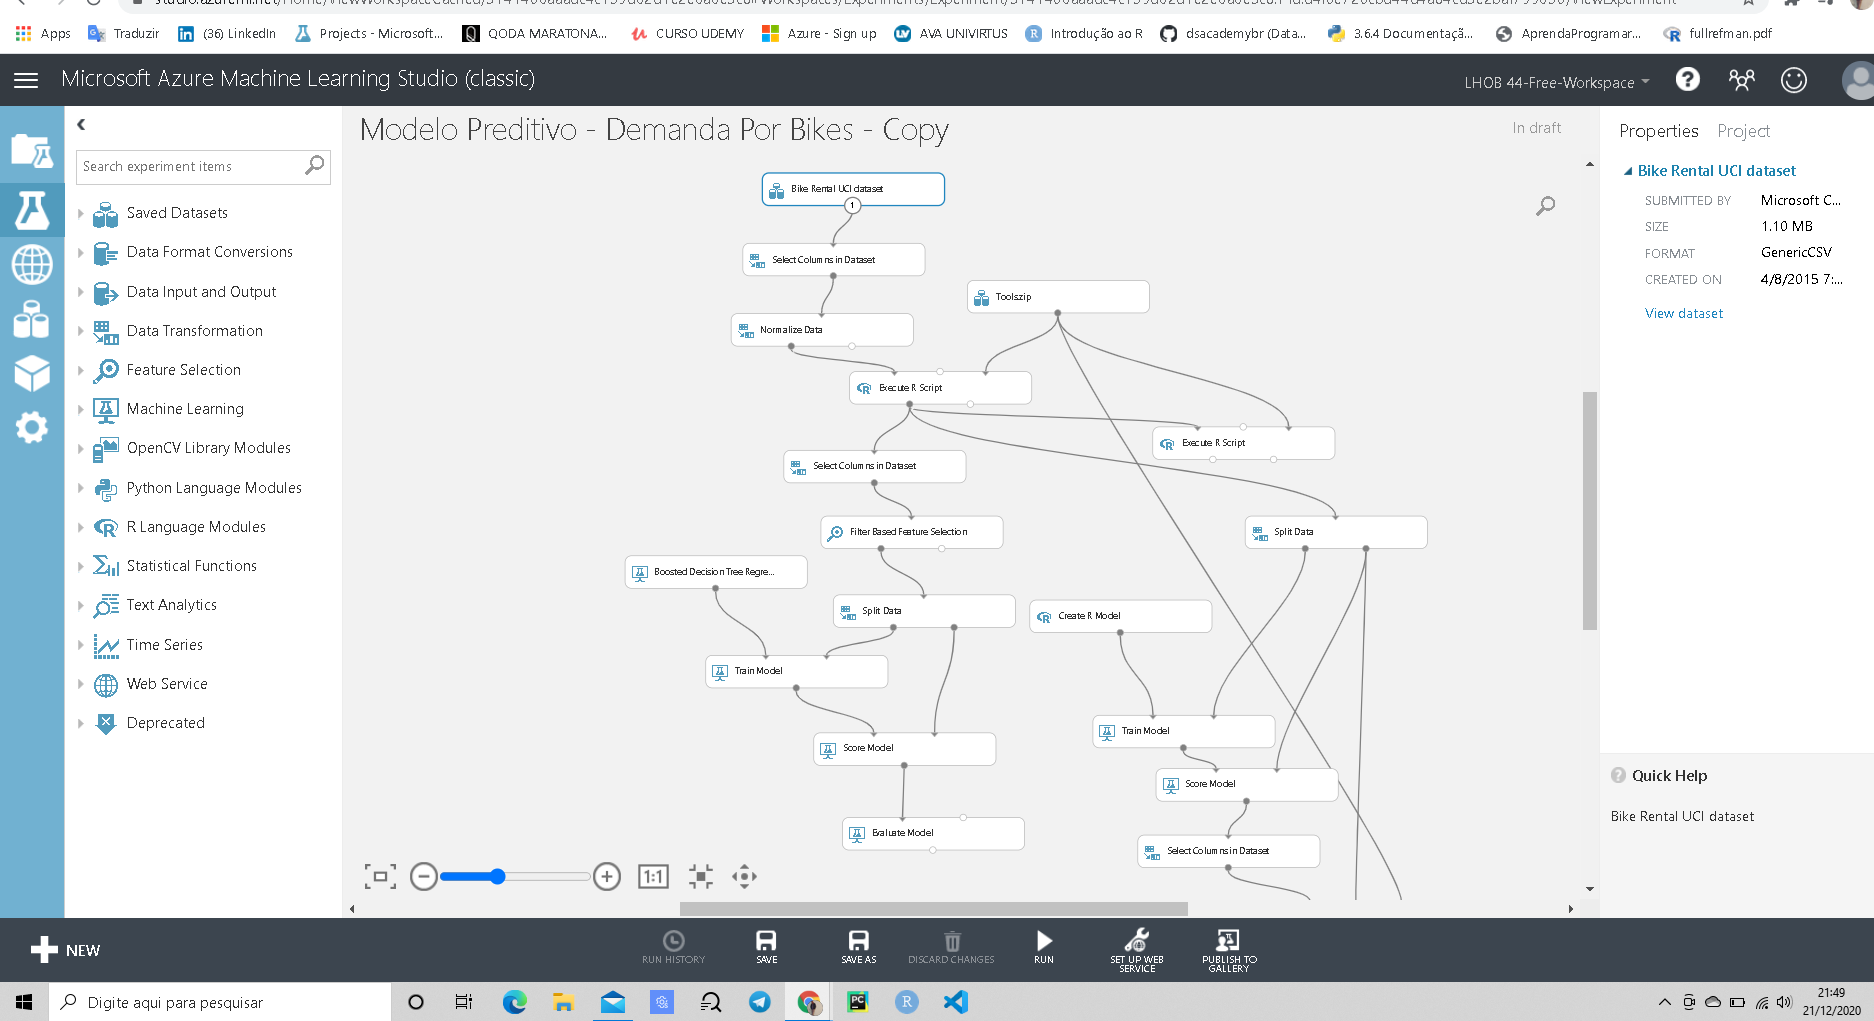 Apps
Traduzir
(36) LinkedIn
Projects - Microsoft...
QODA MARATONA...
CURSO UDEMY
Azure - Sign up
AVA UNIVIRTUS
Introdução ao R
dsacademybr (Data...
3.6.4 Documentaçã...
AprendaProgramar...
fullrefman.pdf
Microsoft Azure Machine Learning Studio (classic)
LHOB 44-Free-Workspace
Search experiment items
Saved Datasets
Data Format Conversions
Data Input and Output
Data Transformation
Feature Selection
Machine Learning
OpenCV Library Modules
Python Language Modules
R Language Modules
Statistical Functions
Text Analytics
Time Series
Web Service
Deprecated
Modelo Preditivo - Demanda Por Bikes - Copy
In draft
Bike Rental UCI dataset
1
Select Columns in Dataset
Toolszip
Normalize Data
Execute R Script
Execute R Script
Select Columns in Dataset
Filter Based Feature Selection
Split Data
Boosted Decision Tree Regre...
Split Data
Create R Model
Train Model
Train Model
Score Model
Score Model
Evaluate Model
Select Columns in Dataset
1:1
Properties Project
Bike Rental UCI dataset
SUBMITTED BY Microsoft C...
SIZE 1.10 MB
FORMAT GenericCSV
CREATED ON 4/8/2015 7:...
View dataset
Quick Help
Bike Rental UCI dataset
NEW
RUN HISTORY
SAVE
SAVE AS
DISCARD CHANGES
RUN
SET UP WEB
SERVICE
PUBLISH TO
GALLERY
Digite aqui para pesquisar
21:49
21/12/2020